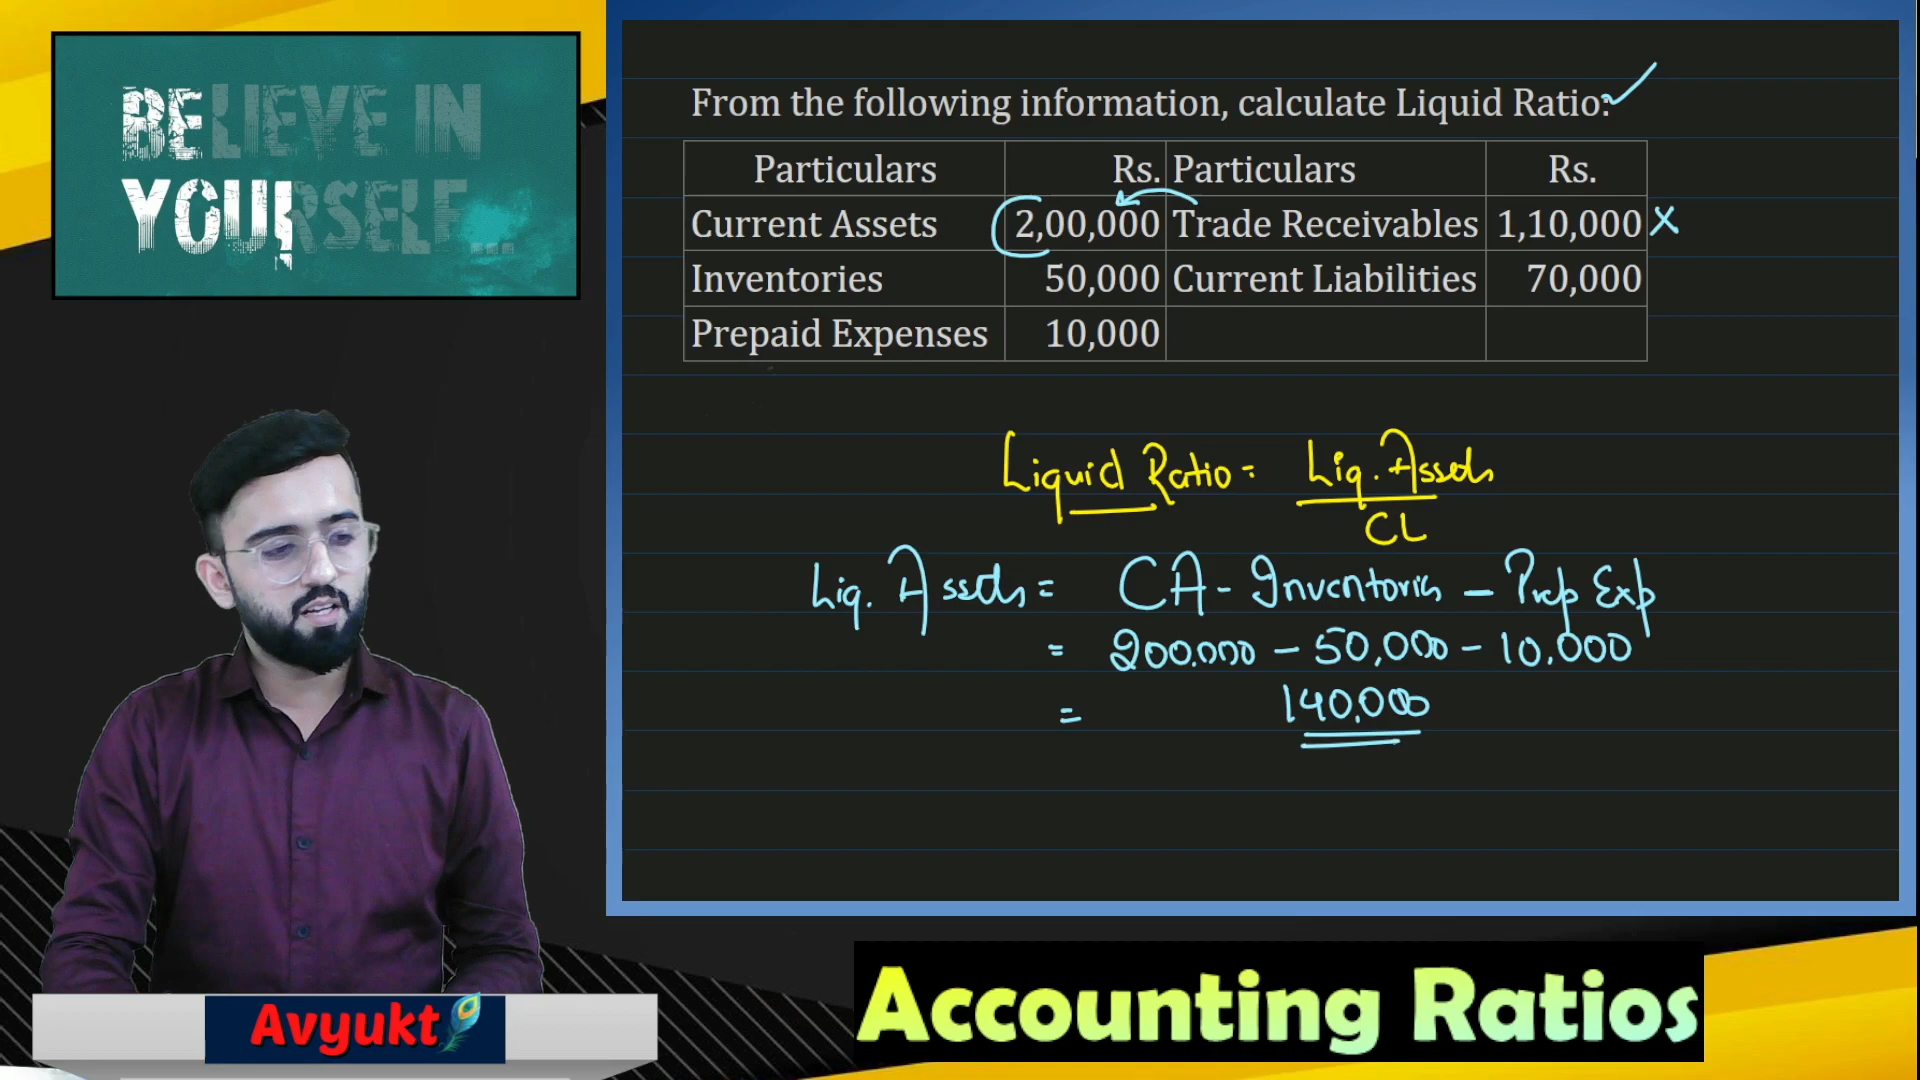 BELIEVE IN
YOURSELF...
From the following information, calculate Liquid Ratio:
Particulars Rs. Particulars Rs.
Current Assets 2,00,000 Trade Receivables 1,10,000 X
Inventories 50,000 Current Liabilities 70,000
Prepaid Expenses 10,000
Liquid Ratio = Liq. Assets
CL
Liq. Assets = CA - Inventories - Prep Exp
= 200.000 - 50,000 - 10.000
= 140.000
Avyukt
Accounting Ratios